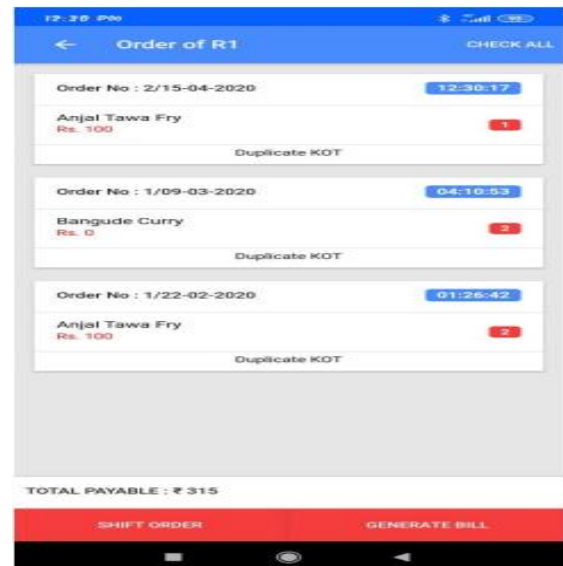 12:30 PM
Order of R1
CHECK ALL
Order No : 2/15-04-2020 12:30:17
Anjal Tawa Fry
Rs. 100 1
Duplicate KOT
Order No : 1/09-03-2020 04:10:53
Bangude Curry
Rs. 0 2
Duplicate KOT
Order No : 1/22-02-2020 01:26:42
Anjal Tawa Fry
Rs. 100 2
Duplicate KOT
TOTAL PAYABLE : ₹ 315
SHIFT ORDER GENERATE BILL